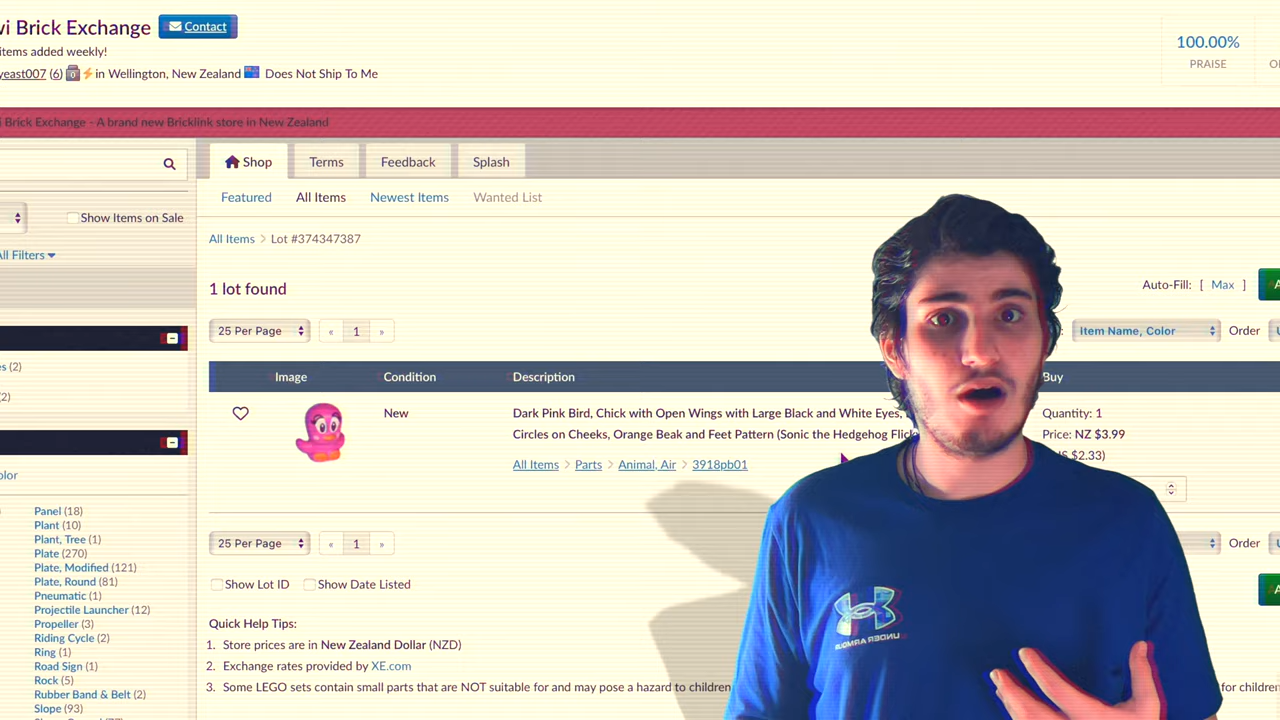 wi Brick Exchange Contact
items added weekly!
yeast007 (6) in Wellington, New Zealand Does Not Ship To Me
100.00%
PRAISE
i Brick Exchange - A brand new Bricklink store in New Zealand
Shop Terms Feedback Splash
Featured All Items Newest Items Wanted List
Show Items on Sale
All Items > Lot #374347387
All Filters
1 lot found
Auto-Fill: [ Max ]
25 Per Page « 1 »
Item Name, Color Order
Image Condition Description Buy
(2)
(2)
New
Dark Pink Bird, Chick with Open Wings with Large Black and White Eyes,
Circles on Cheeks, Orange Beak and Feet Pattern (Sonic the Hedgehog
Quantity: 1
Price: NZ $3.99
$2.33)
All Items > Parts > Animal, Air > 3918pb01
Panel (18)
Plant (10)
Plant, Tree (1)
Plate (270)
Plate, Modified (121)
Plate, Round (81)
Pneumatic (1)
Projectile Launcher (12)
Propeller (3)
Riding Cycle (2)
Ring (1)
Road Sign (1)
Rock (5)
Rubber Band & Belt (2)
Slope (93)
25 Per Page « 1 »
Order
Show Lot ID Show Date Listed
Quick Help Tips:
1. Store prices are in New Zealand Dollar (NZD)
2. Exchange rates provided by XE.com
3. Some LEGO sets contain small parts that are NOT suitable for and may pose a hazard to children
for children
UNDER ARMOUR